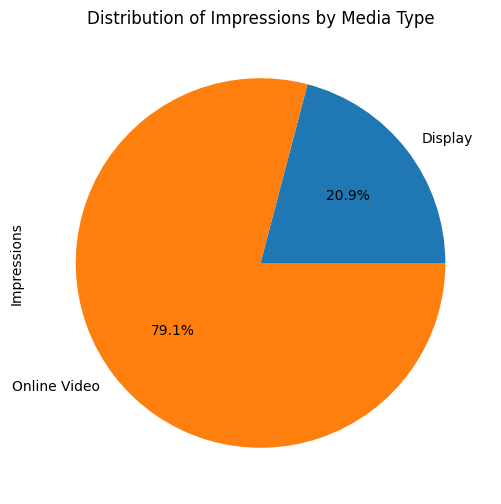 Distribution of Impressions by Media Type
Display
20.9%
Impressions
79.1%
Online Video